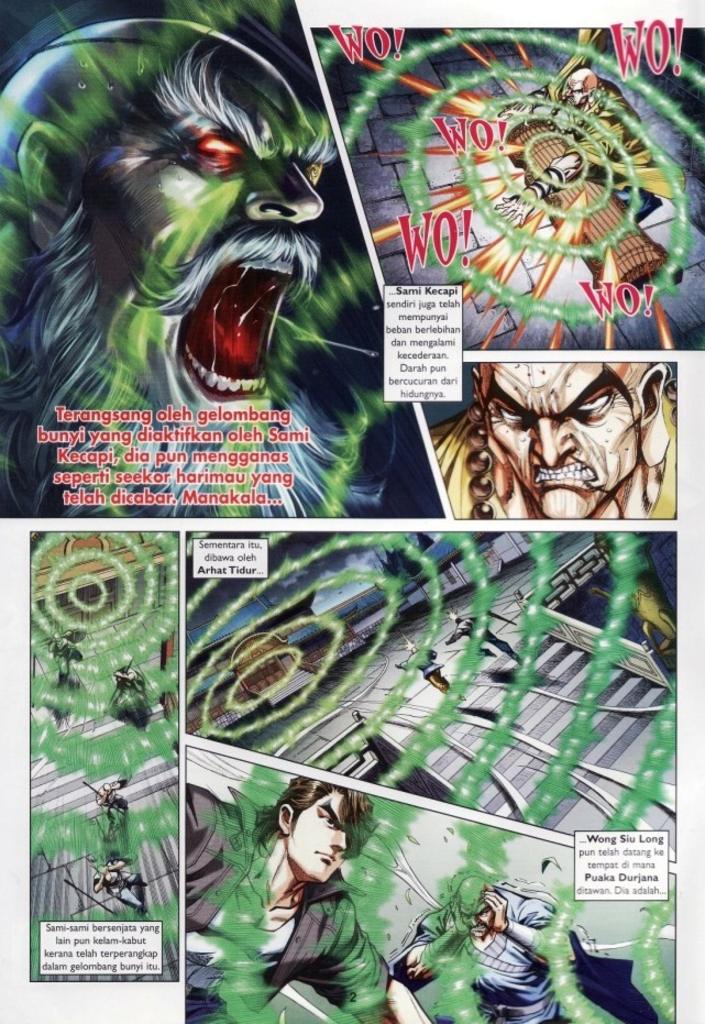 Terangsang oleh gelombang
bunyi yang diaktifkan oleh Sami
Kecapi, dia pun mengganas
seperti seekor harimau yang
telah dicabar. Manakala...
WO!
WO!
WO!
WO!
WO!
...Sami Kecapi
sendiri juga telah
mempunyai
beban berlebihan
dan mengalami
kecederaan.
Darah pun
bercucuran dari
hidungnya.
Sami-sami bersenjata yang
lain pun kelam-kabut
kerana telah terperangkap
dalam gelombang bunyi itu.
Sementara itu,
dibawa oleh
Arhat Tidur...
...Wong Siu Long
pun telah datang ke
tempat di mana
Puaka Durjana
ditawan. Dia adalah...
2